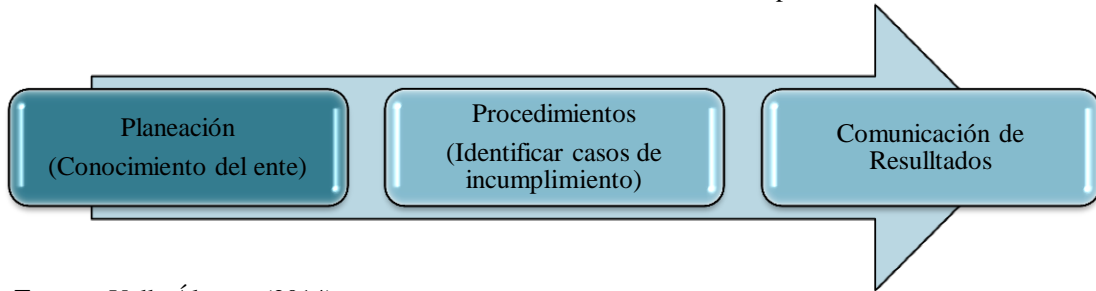 Planeación
(Conocimiento del ente)
Procedimientos
(Identificar casos de
incumplimiento)
Comunicación de
Resulltados